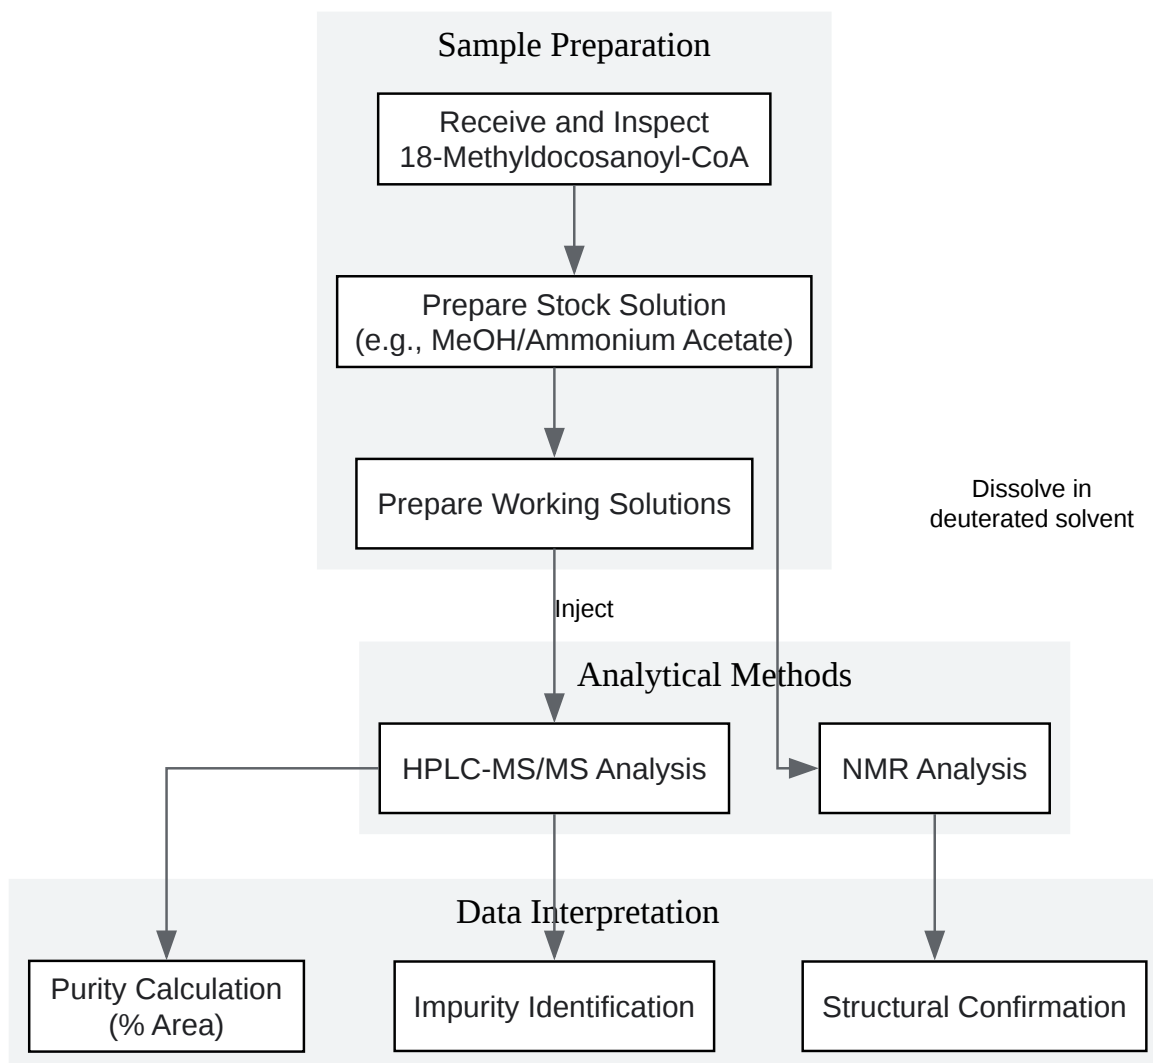 Sample Preparation
Receive and Inspect
18-Methyldocosanoyl-CoA
Prepare Stock Solution
(e.g., MeOH/Ammonium Acetate)
Prepare Working Solutions
Dissolve in
deuterated solvent
Inject
Analytical Methods
HPLC-MS/MS Analysis
NMR Analysis
Data Interpretation
Purity Calculation
(% Area)
Impurity Identification
Structural Confirmation